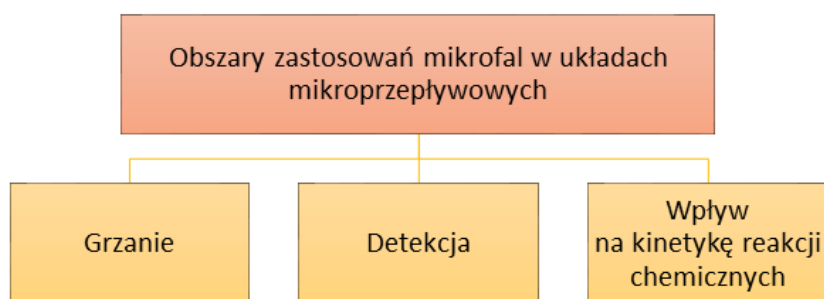 Obszary zastosowań mikrofal w układach
mikroprzepływowych
Grzanie
Detekcja
Wpływ
na kinetykę reakcji
chemicznych